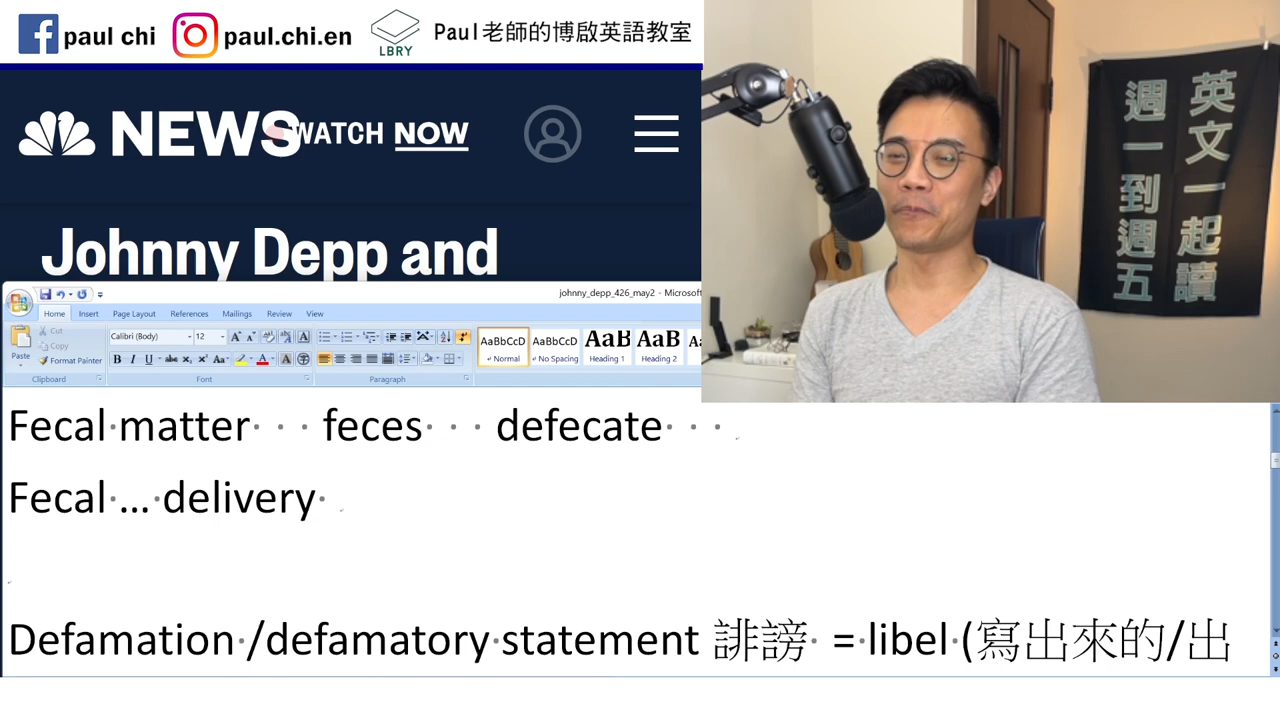 paul chi
paul.chi.en
LBRY
Paul老師的博啟英語教室
NEWS
WATCH NOW
Johnny Depp and
johnny_depp_426_may2 - Microsof
Home Insert Page Layout References Mailings Review View
Paste
Cut
Copy
Format Painter
Clipboard
Calibri (Body) 12
Font
Paragraph
AaBbCcD
Normal
AaBbCcD
No Spacing
AaBb
Heading 1
AaBb
Heading 2
英文一起讀
週一到週五
Fecal matter feces defecate
Fecal … delivery
Defamation /defamatory statement 誹謗 = libel (寫出來的/出